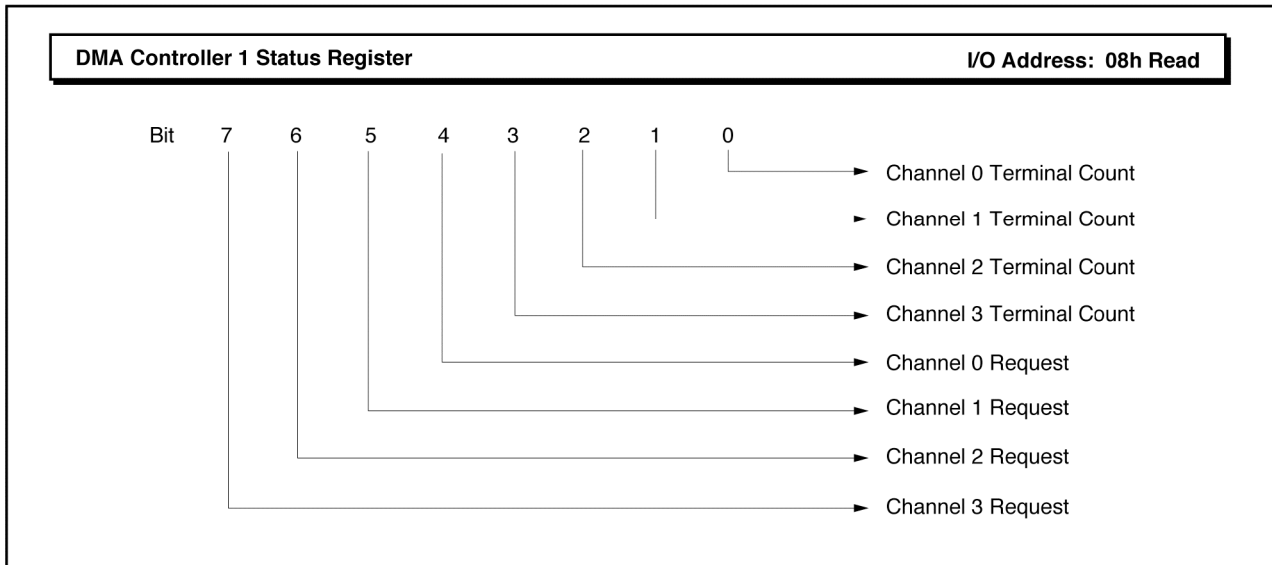 DMA Controller 1 Status Register I/O Address: 08h Read
Bit 7 6 5 4 3 2 1 0
Channel 0 Terminal Count
Channel 1 Terminal Count
Channel 2 Terminal Count
Channel 3 Terminal Count
Channel 0 Request
Channel 1 Request
Channel 2 Request
Channel 3 Request